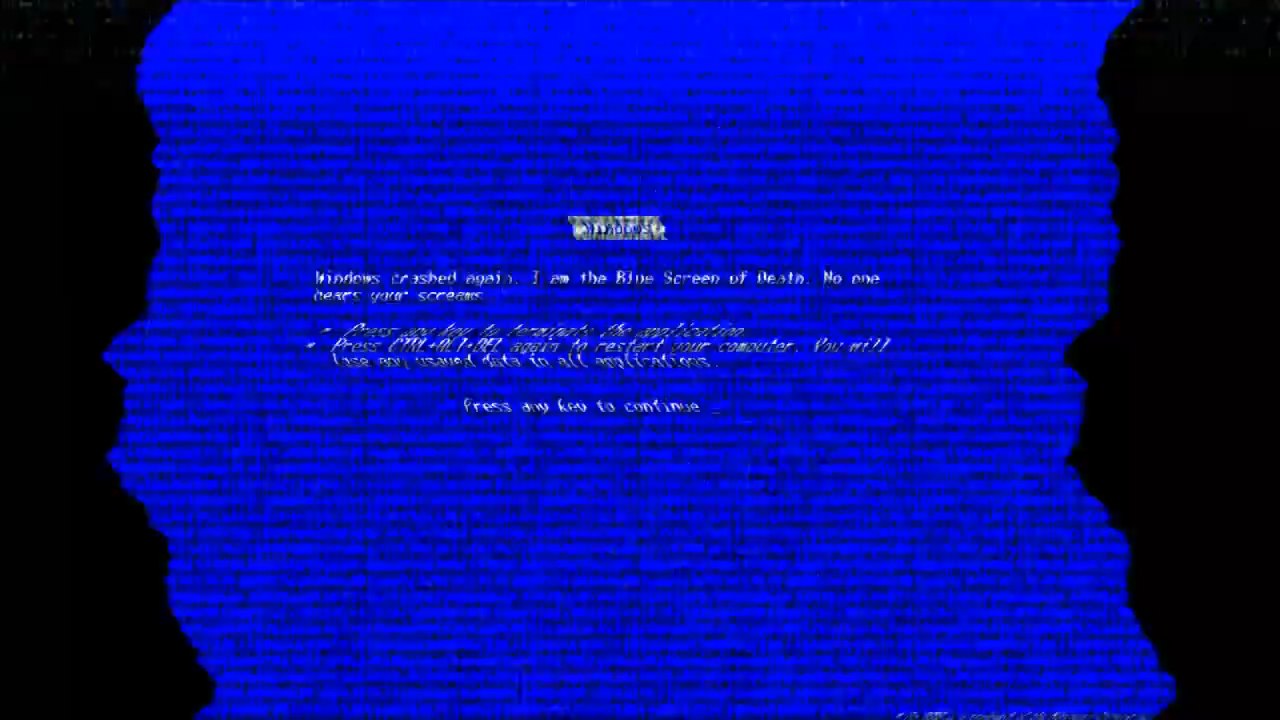 Windows
Windows crashed again. I am the Blue Screen of Death. No one
hears your screams
* Press any key to terminate the application
* Press CTRL+ALT+DEL again to restart your computer. You will
lose any usaved data in all applications.
Press any key to continue _